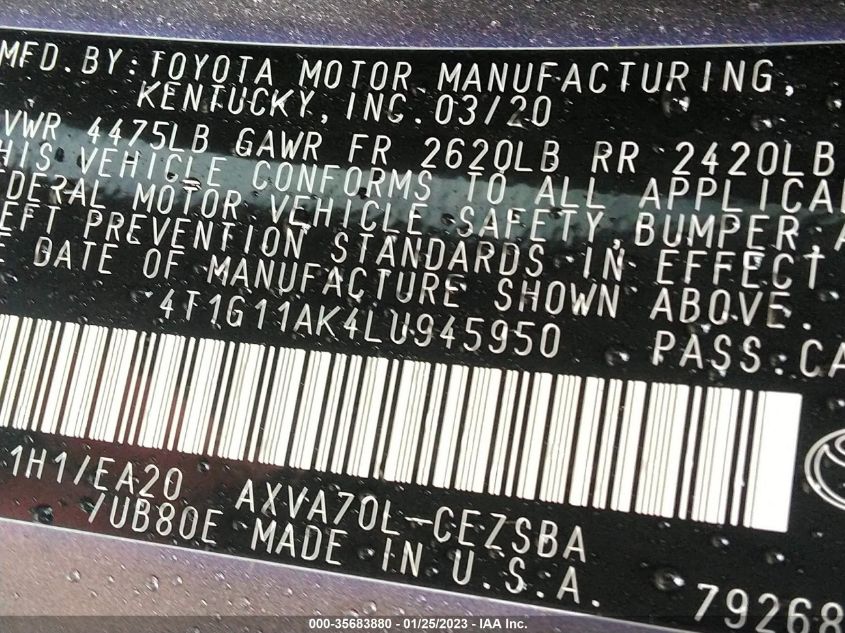 MFD. BY: TOYOTA MOTOR MANUFACTURING,
KENTUCKY, INC. 03/20
VWR 4475LB GAWR FR 2620LB RR 2420LB
HIS VEHICLE CONFORMS TO ALL APPLICA
EDERAL MOTOR VEHICLE SAFETY, BUMPER, A
EFT PREVENTION STANDARDS IN EFFECT
E DATE OF MANUFACTURE SHOWN ABOVE.
4T1G11AK4LU945950 PASS. CA
1H1/EA20 AXVA70L-CEZSBA
/UB80E MADE IN U.S.A.
79268
000-35683880 / 01/25/2023 - IAA Inc.